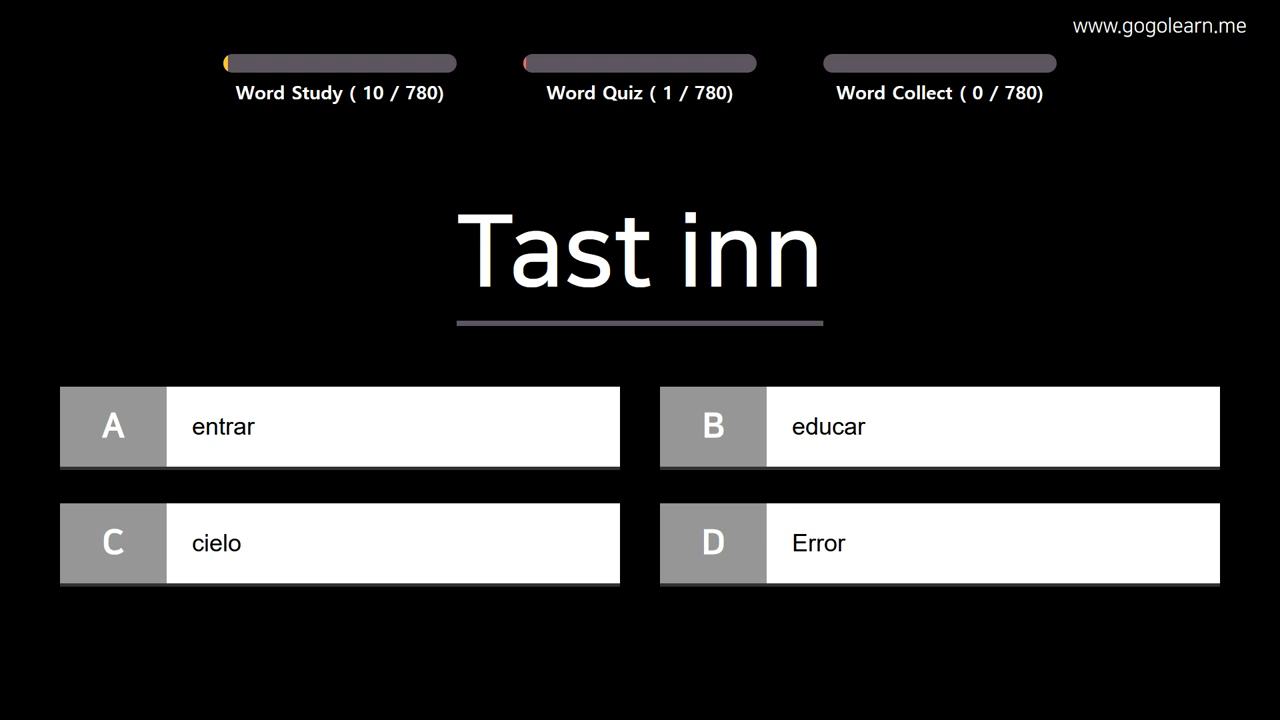 www.gogolearn.me
Word Study ( 10 / 780)
Word Quiz ( 1 / 780)
Word Collect ( 0 / 780)
Tast inn
A entrar
B educar
C cielo
D Error